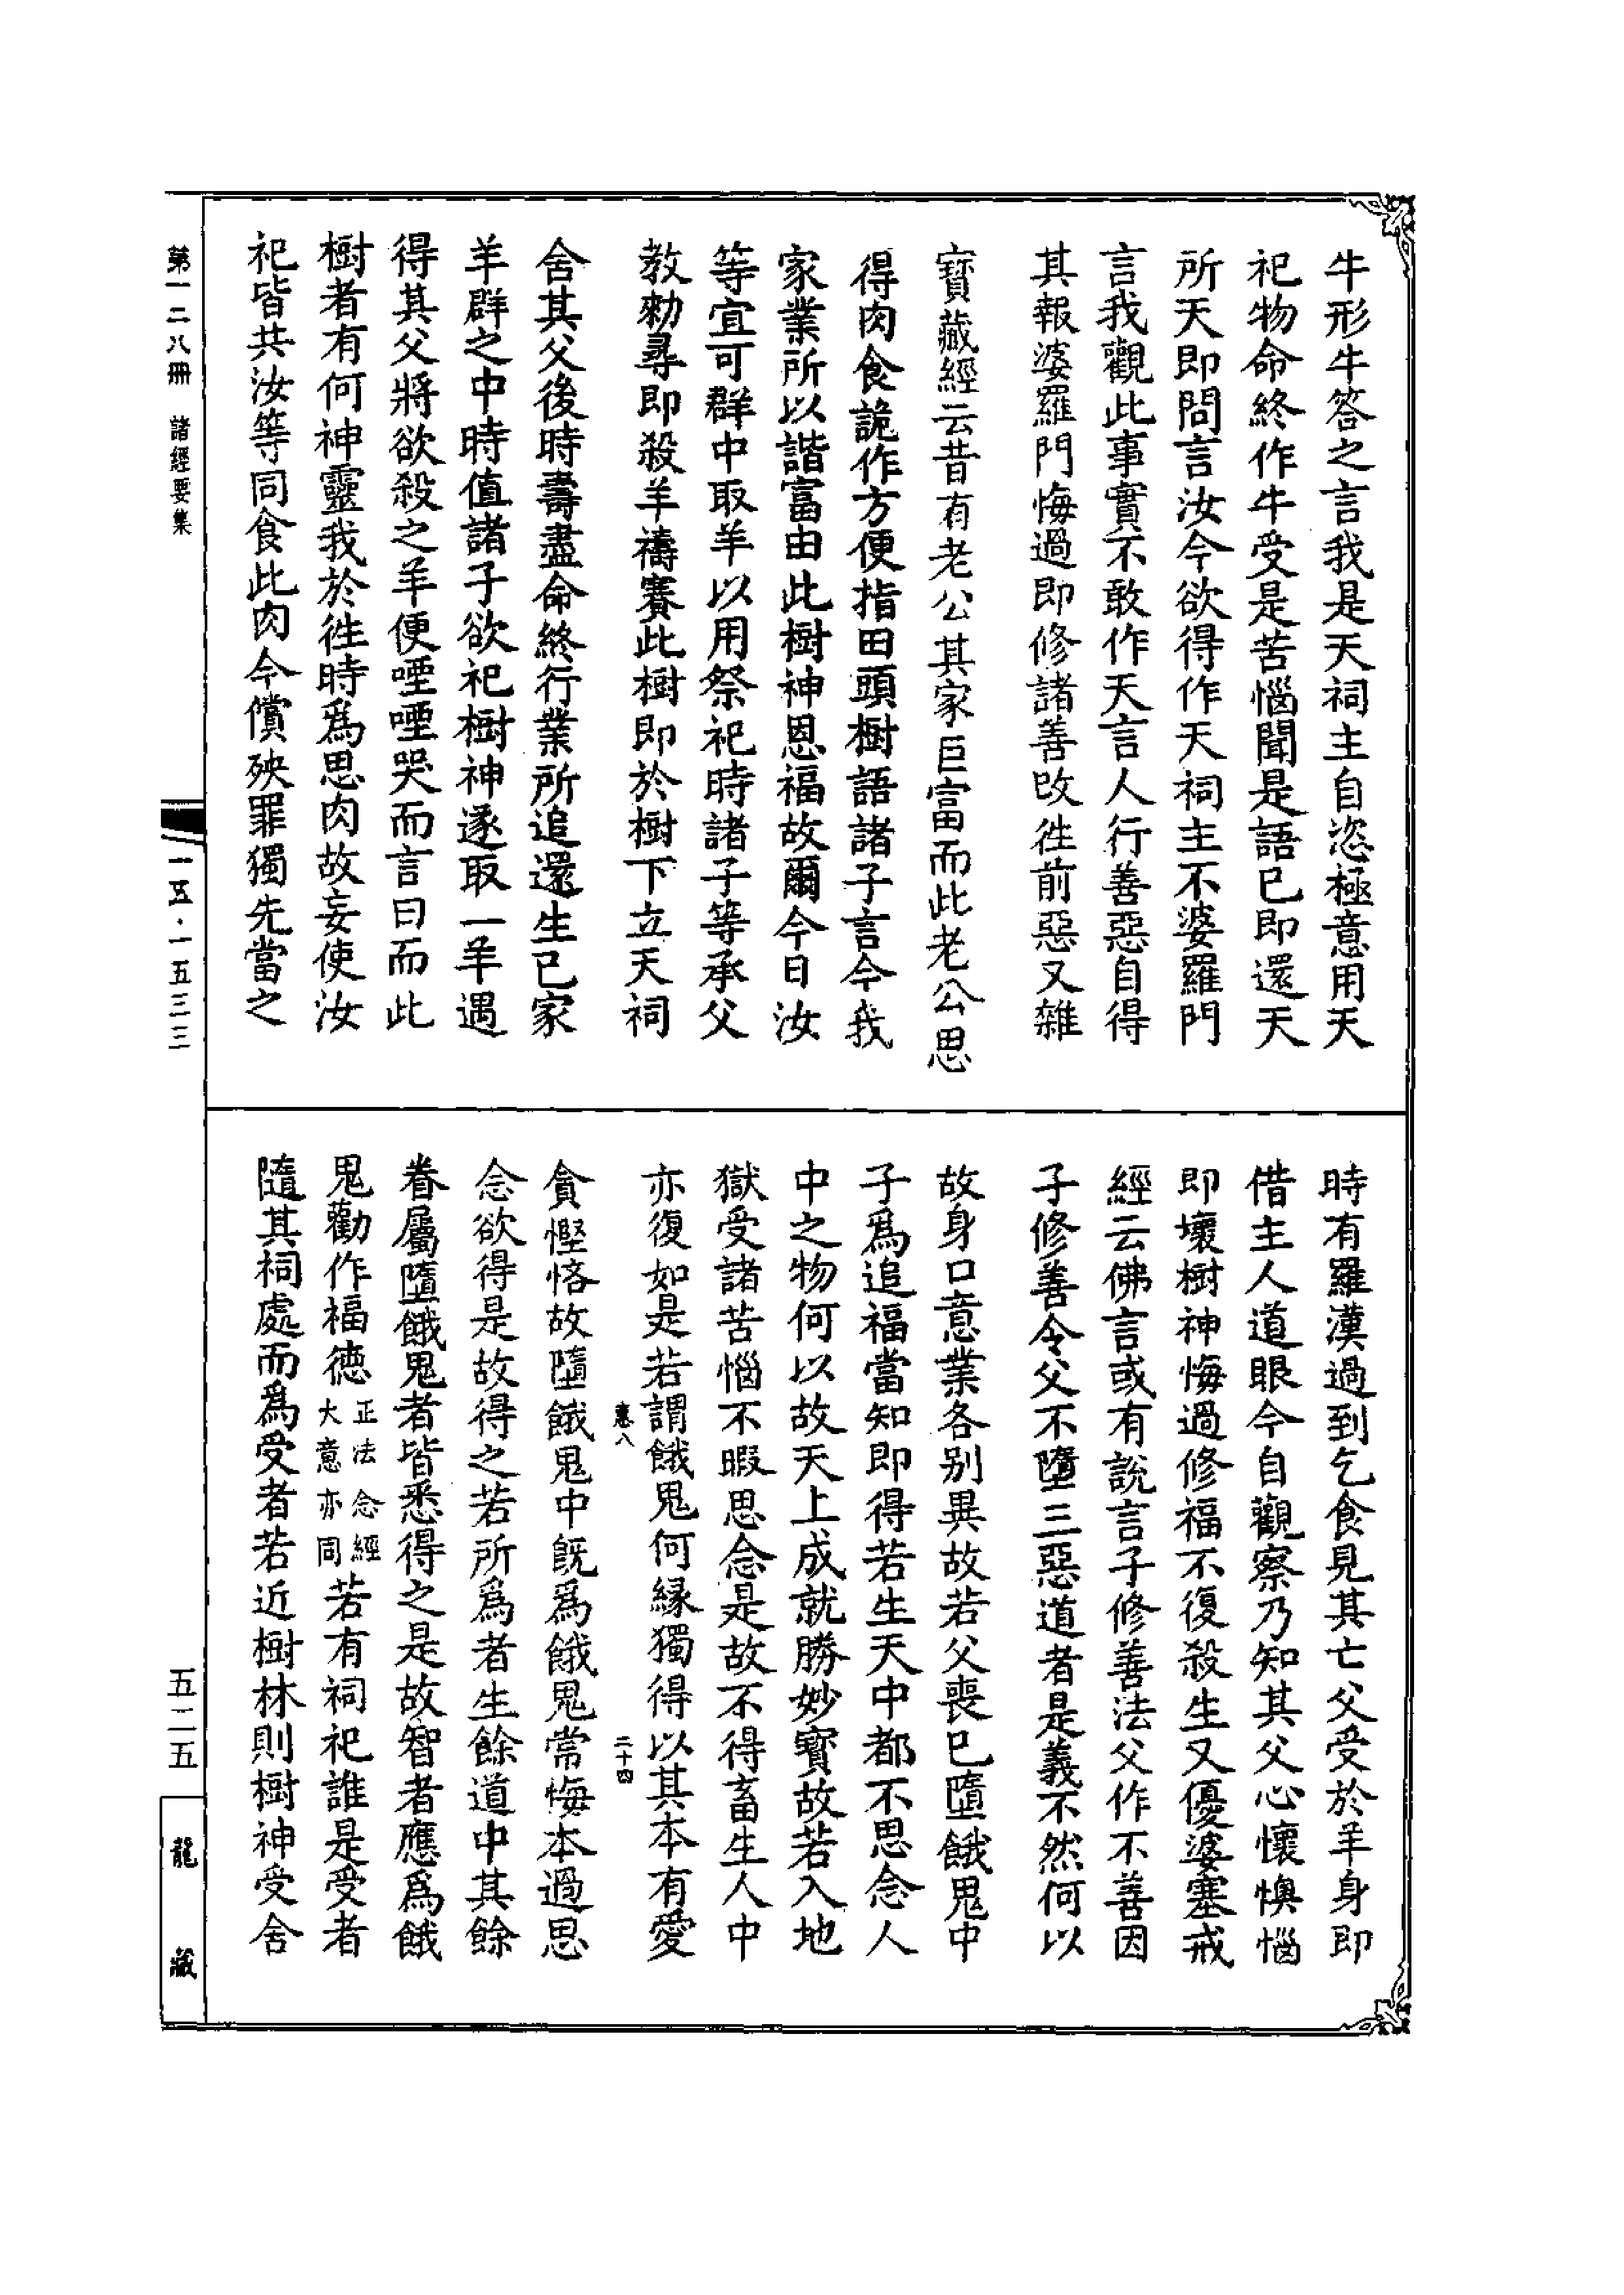 牛形牛答之言我是天祠主自恣極意用天
祀物命終作牛受是苦惱聞是語已即還天
所天即問言汝今欲得作天祠主不婆羅門
言我觀此事實不敢作天言人行善惡自得
其報婆羅門悔過即修諸善改徃前惡又雜
寶藏經云昔有老公其家巨富而此老公思
得肉食詭作方便指田頭樹語諸子言今我
家業所以諧富由此樹神恩福故爾今日汝
等宜可群中取羊以用祭祀時諸子等承父
教勑尋即殺羊禱賽此樹即於樹下立天祠
舍其父後時壽盡命終行業所追還生已家
羊群之中時值諸子欲祀樹神遂取一羊遇
得其父將欲殺之羊便㖶㖶哭而言曰而此
樹者有何神靈我於徃時爲思肉故妄使汝
祀皆共汝等同食此肉今償殃罪獨先當之
時有羅漢過到乞食見其亡父受於羊身即
借主人道眼令自觀察乃知其父心懷懊惱
即壞樹神悔過修福不復殺生又優婆塞戒
經云佛言或有說言子修善法父作不善因
子修善令父不墮三惡道者是義不然何以
故身口意業各別異故若父喪已墮餓鬼中
子爲追福當知即得若生天中都不思念人
中之物何以故天上成就勝妙寶故若入地
獄受諸苦惱不暇思念是故不得畜生人中
亦復如是若謂餓鬼何緣獨得以其本有愛
惠八 二十四
貪慳悋故墮餓鬼中既爲餓鬼常悔本過思
念欲得是故得之若所爲者生餘道中其餘
眷屬墮餓鬼者皆悉得之是故智者應爲餓
鬼勸作福德正法念經大意亦同若有祠祀誰是受者
隨其祠處而爲受者若近樹林則樹神受舍
第一二八冊 諸經要集
一五·一五三三
五二五
龍藏